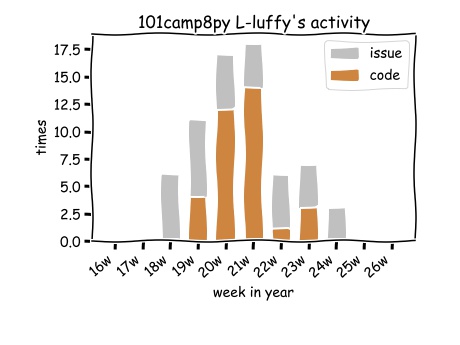 101camp8py L-luffy's activity
issue
code
17.5
15.0
12.5
10.0
7.5
5.0
2.5
0.0
times
16w 17w 18w 19w 20w 21w 22w 23w 24w 25w 26w
week in year